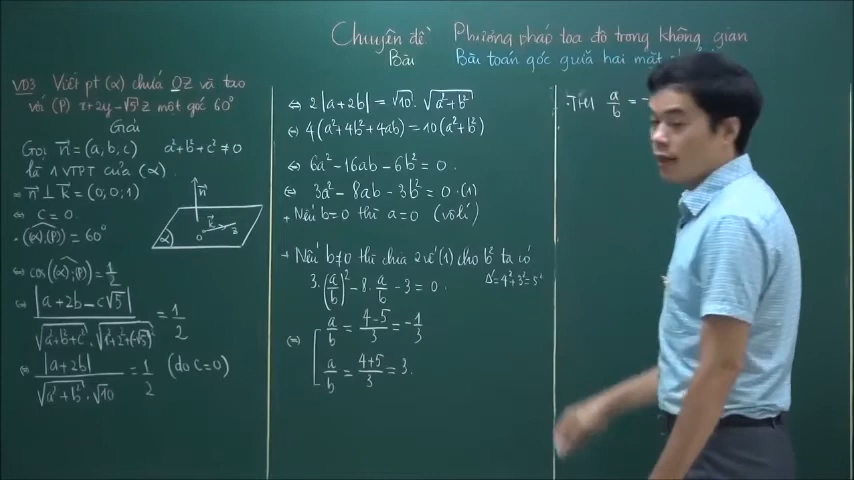 Chuyên đề Phương pháp tọa độ trong không gian
Bài Bài toán góc giữa hai mặt
VD3 Viết pt (α) chứa OZ và tạo
với (P) x+2y-√5z một góc 60°
Giải
Gọi n⃗ = (a, b, c) a²+b²+c² ≠ 0
là 1 VTPT của (α).
⇒ n⃗ ⊥ k⃗ = (0; 0; 1)
⇔ c = 0.
(α);(P) = 60°
⇔ cos((α);(P)) = 1/2
⇔ |a+2b-c√5| / √a²+b²+c² . √1²+2²+(-√5)² = 1/2
⇔ |a+2b| / √a²+b² . √10 = 1/2 (do c=0)
n⃗
α
k⃗
O
z
⇔ 2|a+2b| = √10 . √a²+b²
⇔ 4(a²+4b²+4ab) = 10(a²+b²)
⇔ 6a² - 16ab - 6b² = 0.
⇔ 3a² - 8ab - 3b² = 0. (1)
+ Nếu b=0 thì a=0 (vô lí)
+ Nếu b≠0 thì chia 2 vế (1) cho b² ta có
3.(a/b)² - 8. a/b - 3 = 0. Δ' = 4²+3² = 5²
⇔ a/b = 4-5/3 = -1/3
a/b = 4+5/3 = 3.
a/b = -